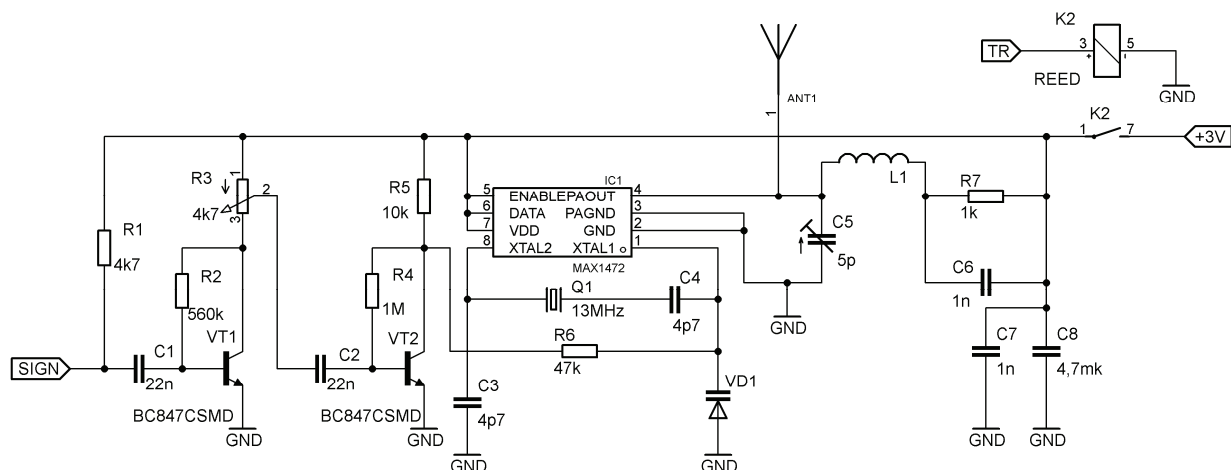 K2
TR
3
5
+
-
REED
GND
ANT1
1
K2
1
7
+3V
R3
1
2
3
4k7
R5
10k
IC1
5 ENABLE PAOUT 4
6 DATA PAGND 3
7 VDD GND 2
8 XTAL2 XTAL1 1
MAX1472
L1
R7
1k
R1
4k7
C5
5p
R2
560k
R4
1M
Q1
13MHz
C4
4p7
C6
1n
GND
SIGN
C1
22n
VT1
BC847CSMD
GND
C2
22n
VT2
BC847CSMD
GND
R6
47k
C3
4p7
GND
VD1
GND
C7
1n
GND
C8
4,7mk
GND